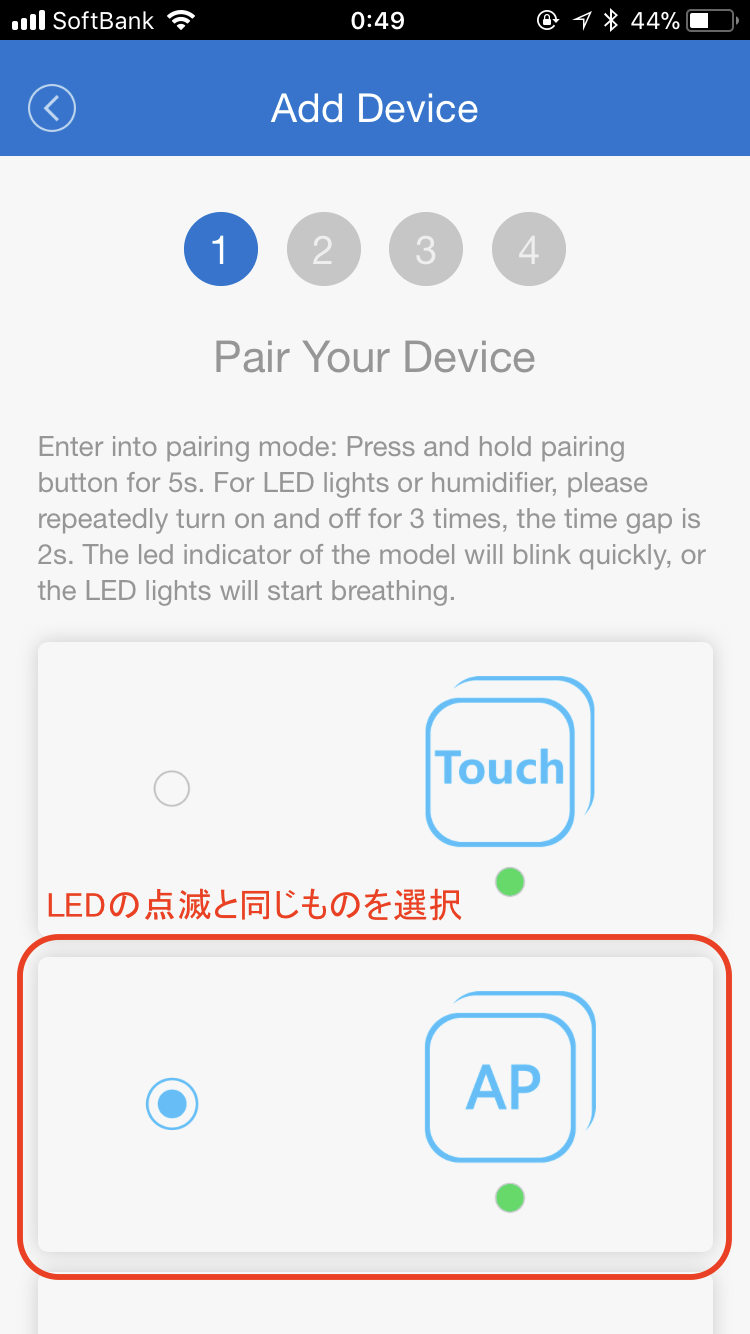 SoftBank 0:49 44%
Add Device
1 2 3 4
Pair Your Device
Enter into pairing mode: Press and hold pairing
button for 5s. For LED lights or humidifier, please
repeatedly turn on and off for 3 times, the time gap is
2s. The led indicator of the model will blink quickly, or
the LED lights will start breathing.
Touch
LEDの点滅と同じものを選択
AP